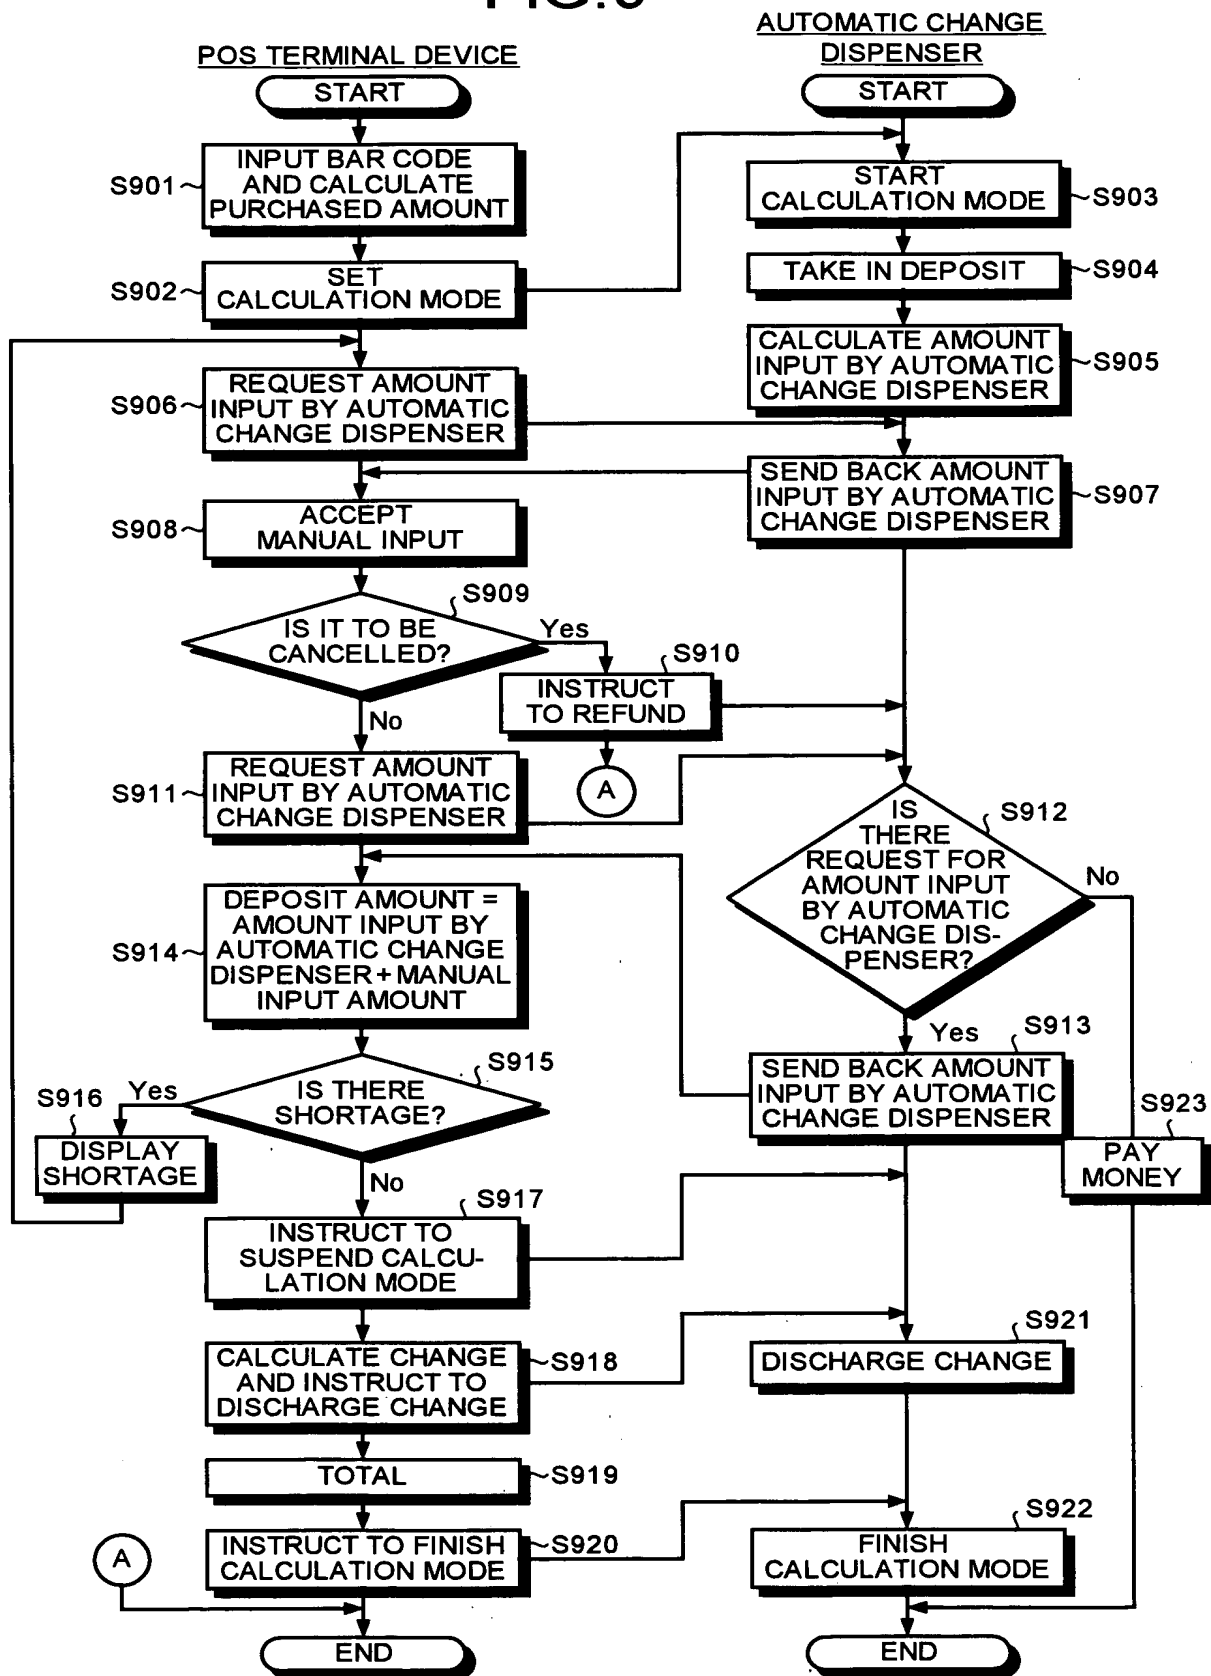 POS TERMINAL DEVICE
START
S901
INPUT BAR CODE
AND CALCULATE
PURCHASED AMOUNT
S902
SET
CALCULATION MODE
S906
REQUEST AMOUNT
INPUT BY AUTOMATIC
CHANGE DISPENSER
S908
ACCEPT
MANUAL INPUT
S909
IS IT TO BE
CANCELLED?
Yes
No
S910
INSTRUCT
TO REFUND
A
S911
REQUEST AMOUNT
INPUT BY AUTOMATIC
CHANGE DISPENSER
S914
DEPOSIT AMOUNT =
AMOUNT INPUT BY
AUTOMATIC CHANGE
DISPENSER + MANUAL
INPUT AMOUNT
S915
IS THERE
SHORTAGE?
Yes
No
S916
DISPLAY
SHORTAGE
S917
INSTRUCT TO
SUSPEND CALCU-
LATION MODE
CALCULATE CHANGE
AND INSTRUCT TO
DISCHARGE CHANGE
S918
TOTAL
S919
INSTRUCT TO FINISH
CALCULATION MODE
S920
A
END
AUTOMATIC CHANGE
DISPENSER
START
START
CALCULATION MODE
S903
TAKE IN DEPOSIT
S904
CALCULATE AMOUNT
INPUT BY AUTOMATIC
CHANGE DISPENSER
S905
SEND BACK AMOUNT
INPUT BY AUTOMATIC
CHANGE DISPENSER
S907
S912
IS
THERE
REQUEST FOR
AMOUNT INPUT
BY AUTOMATIC
CHANGE DIS-
PENSER?
No
Yes
S913
SEND BACK AMOUNT
INPUT BY AUTOMATIC
CHANGE DISPENSER
S923
PAY
MONEY
S921
DISCHARGE CHANGE
S922
FINISH
CALCULATION MODE
END